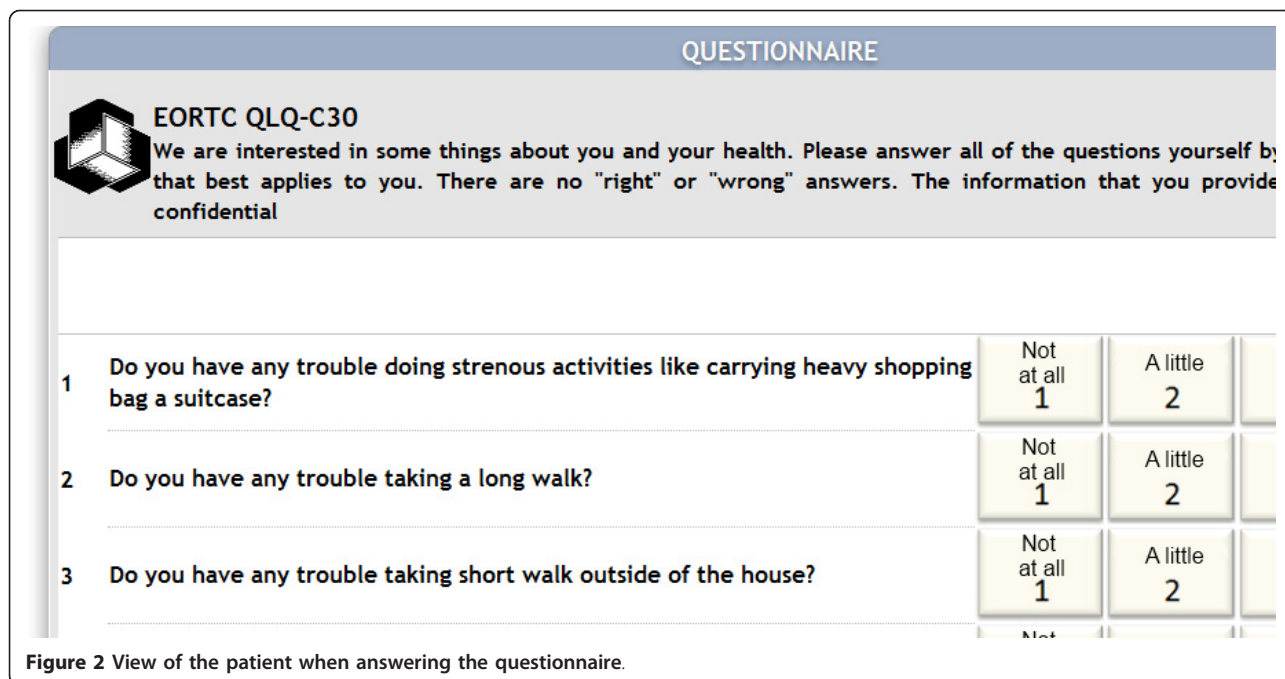 QUESTIONNAIRE
EORTC QLQ-C30
We are interested in some things about you and your health. Please answer all of the questions yourself by
that best applies to you. There are no "right" or "wrong" answers. The information that you provide
confidential
1 Do you have any trouble doing strenous activities like carrying heavy shopping
bag a suitcase?
Not
at all
1
A little
2
2 Do you have any trouble taking a long walk?
Not
at all
1
A little
2
3 Do you have any trouble taking short walk outside of the house?
Not
at all
1
A little
2
Figure 2 View of the patient when answering the questionnaire.